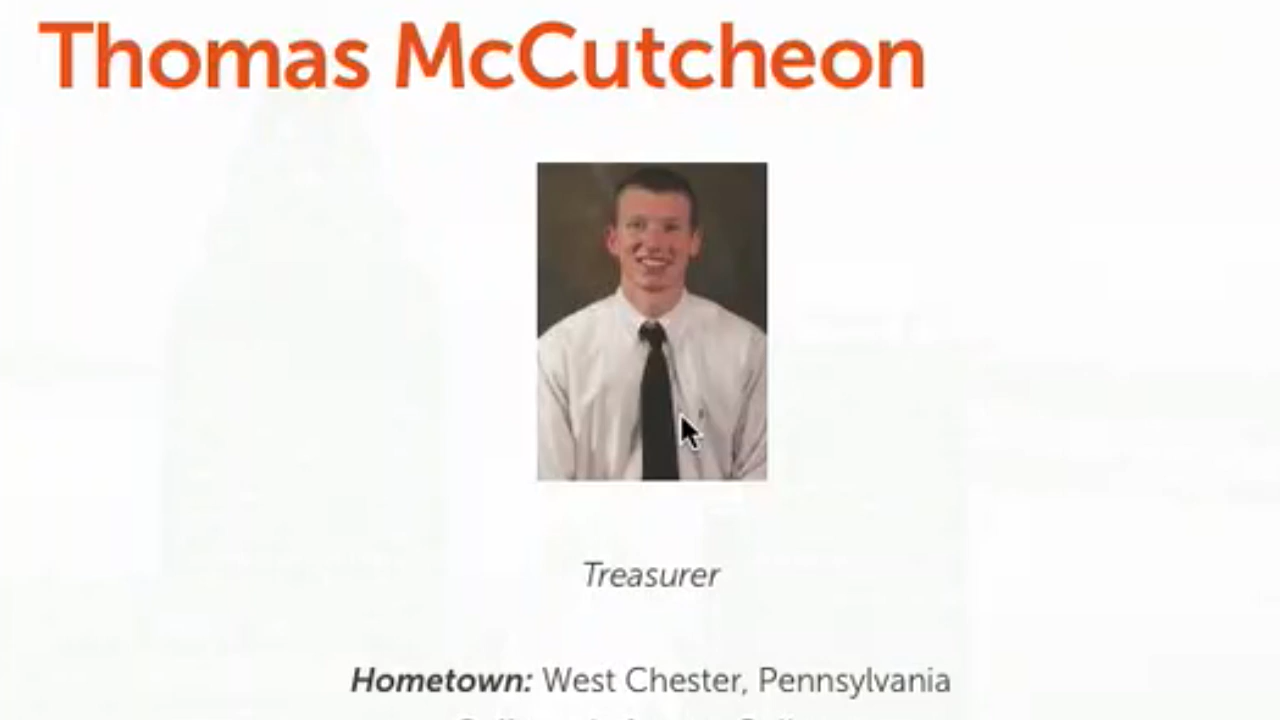 Thomas McCutcheon
Treasurer
Hometown: West Chester, Pennsylvania